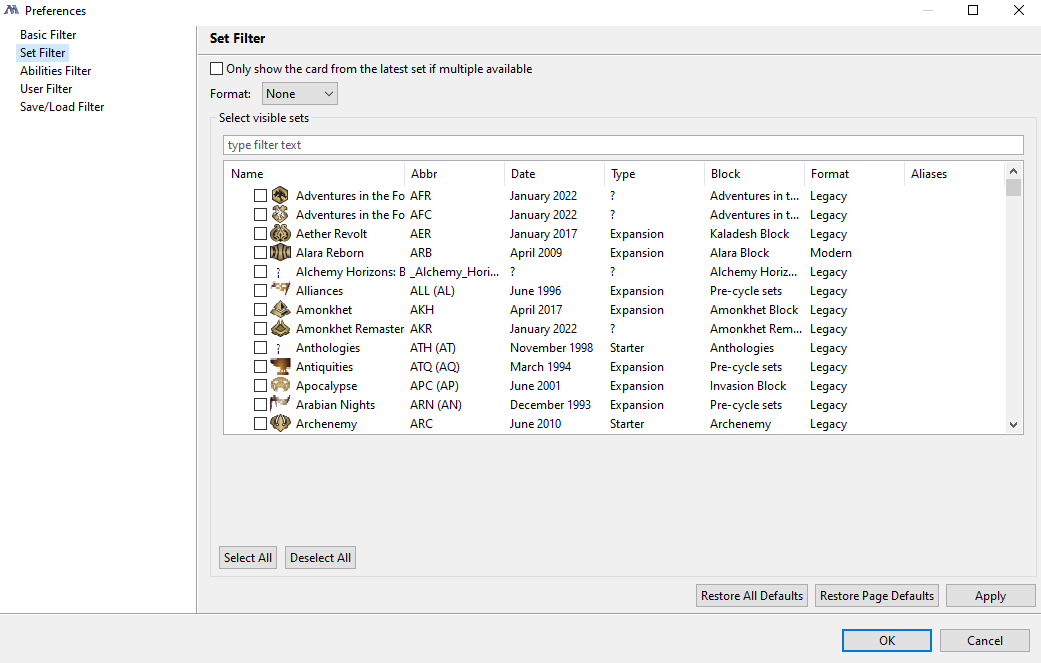 Preferences
Basic Filter
Set Filter
Abilities Filter
User Filter
Save/Load Filter
Set Filter
Only show the card from the latest set if multiple available
Format: None
Select visible sets
type filter text
Name Abbr Date Type Block Format Aliases
Adventures in the Fo AFR January 2022 ? Adventures in t... Legacy
Adventures in the Fo AFC January 2022 ? Adventures in t... Legacy
Aether Revolt AER January 2017 Expansion Kaladesh Block Legacy
Alara Reborn ARB April 2009 Expansion Alara Block Modern
? Alchemy Horizons: B _Alchemy_Hori... ? ? Alchemy Horiz... Legacy
Alliances ALL (AL) June 1996 Expansion Pre-cycle sets Legacy
Amonkhet AKH April 2017 Expansion Amonkhet Block Legacy
Amonkhet Remaster AKR January 2022 ? Amonkhet Rem... Legacy
? Anthologies ATH (AT) November 1998 Starter Anthologies Legacy
Antiquities ATQ (AQ) March 1994 Expansion Pre-cycle sets Legacy
Apocalypse APC (AP) June 2001 Expansion Invasion Block Legacy
Arabian Nights ARN (AN) December 1993 Expansion Pre-cycle sets Legacy
Archenemy ARC June 2010 Starter Archenemy Legacy
Select All Deselect All
Restore All Defaults Restore Page Defaults Apply
OK Cancel